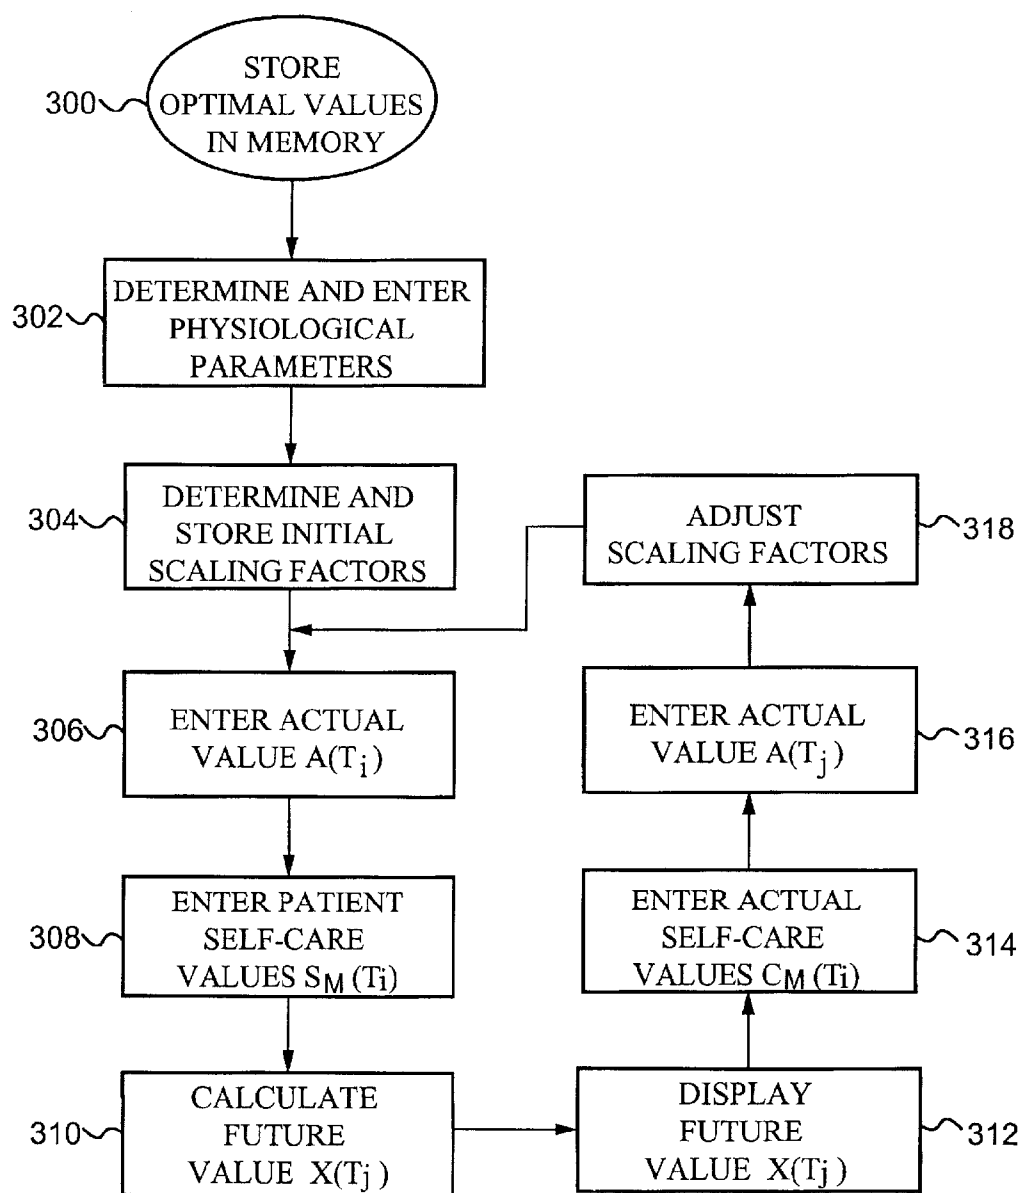 300
STORE
OPTIMAL VALUES
IN MEMORY
302
DETERMINE AND ENTER
PHYSIOLOGICAL
PARAMETERS
304
DETERMINE AND
STORE INITIAL
SCALING FACTORS
306
ENTER ACTUAL
VALUE A(Ti)
308
ENTER PATIENT
SELF-CARE
VALUES SM(Ti)
310
CALCULATE
FUTURE
VALUE X(Tj)
DISPLAY
FUTURE
VALUE X(Tj)
312
ENTER ACTUAL
SELF-CARE
VALUES CM(Ti)
314
ENTER ACTUAL
VALUE A(Tj)
316
ADJUST
SCALING FACTORS
318